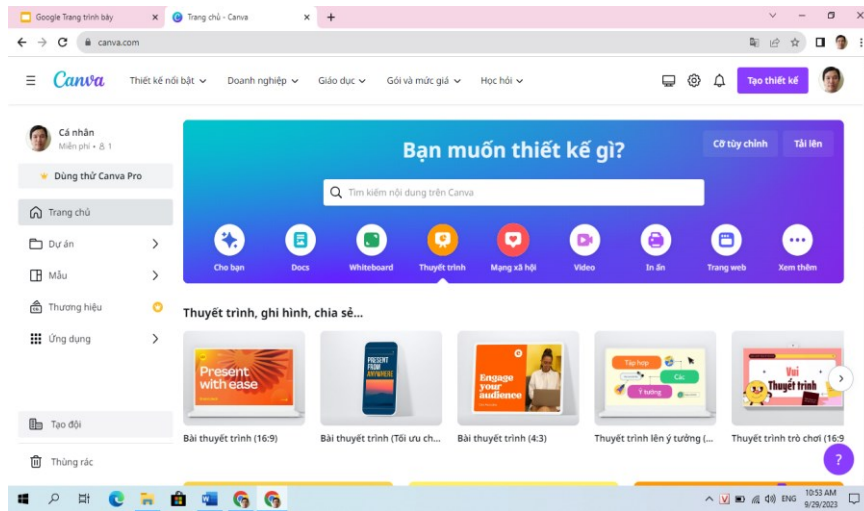 Google Trang trình bày
Trang chủ - Canva
canva.com
Canva
Thiết kế nổi bật
Doanh nghiệp
Giáo dục
Gói và mức giá
Học hỏi
Tạo thiết kế
Cá nhân
Miễn phí • 1
Dùng thử Canva Pro
Trang chủ
Dự án
Mẫu
Thương hiệu
Ứng dụng
Tạo đội
Thùng rác
Bạn muốn thiết kế gì?
Cỡ tùy chỉnh
Tải lên
Tìm kiếm nội dung trên Canva
Cho bạn
Docs
Whiteboard
Thuyết trình
Mạng xã hội
Video
In ấn
Trang web
Xem thêm
Thuyết trình, ghi hình, chia sẻ...
Present
with ease
PRESENT
FROM
ANYWHERE
Engage
your
audience
Tập hợp
Các
Ý tưởng
Vui
Thuyết trình
Bài thuyết trình (16:9)
Bài thuyết trình (Tối ưu ch...
Bài thuyết trình (4:3)
Thuyết trình lên ý tưởng (...
Thuyết trình trò chơi (16:9
?
ENG
10:53 AM
9/29/2023